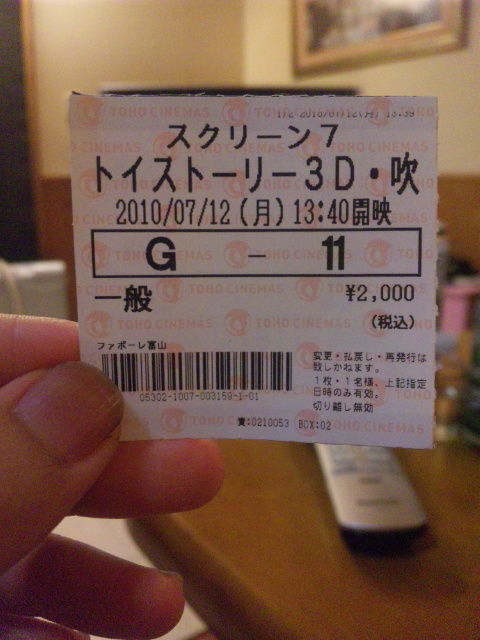 TOHO CINEMAS
1/2 2010/07/12(月) 13:39
スクリーン7
トイストーリー3D・吹
2010/07/12(月)13:40開映
G - 11
一般 ¥2,000
(税込)
ファボーレ富山
05302-1007-003159-1-01
変更・払戻し・再発行は
致しかねます。
1枚・1名様、上記指定
日時のみ有効。
切り離し無効
実:0210053 BOX:02